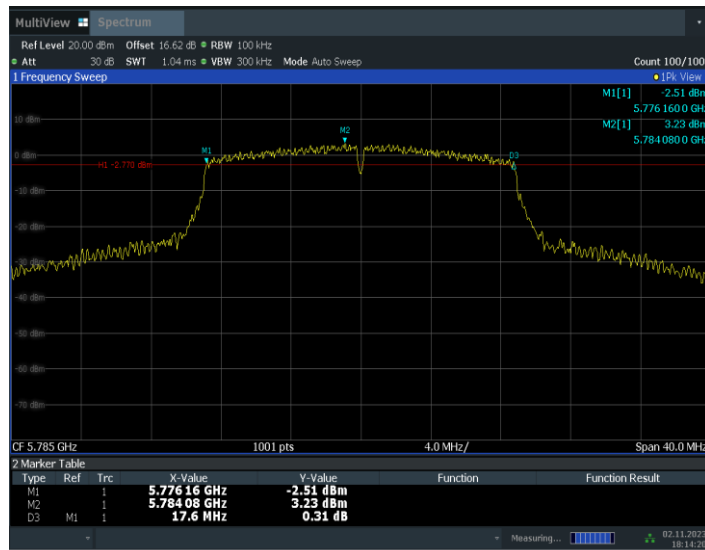 MultiView Spectrum
Ref Level 20.00 dBm Offset 16.62 dB RBW 100 kHz
Att 30 dB SWT 1.04 ms VBW 300 kHz Mode Auto Sweep Count 100/100
1 Frequency Sweep 1Pk View
M1[1] -2.51 dBm
5.776 160 0 GHz
10 dBm M2[1] 3.23 dBm
M2 5.784 080 0 GHz
0 dBm M1 D3
H1 -2.770 dBm
-10 dBm
-20 dBm
-30 dBm
-40 dBm
-50 dBm
-60 dBm
-70 dBm
CF 5.785 GHz 1001 pts 4.0 MHz/ Span 40.0 MHz
2 Marker Table
Type Ref Trc X-Value Y-Value Function Function Result
M1 1 5.776 16 GHz -2.51 dBm
M2 1 5.784 08 GHz 3.23 dBm
D3 M1 1 17.6 MHz 0.31 dB
Measuring... 02.11.2023
18:14:20